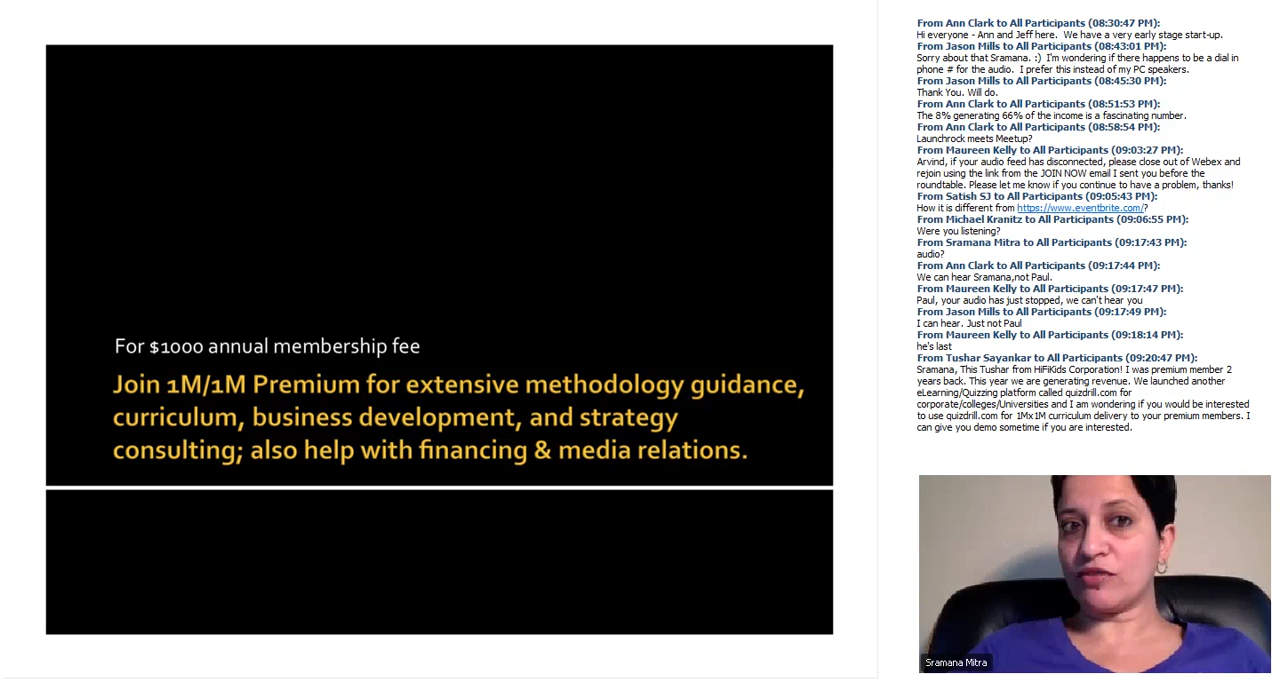 For $1000 annual membership fee
Join 1M/1M Premium for extensive methodology guidance,
curriculum, business development, and strategy
consulting; also help with financing & media relations.
From Ann Clark to All Participants (08:30:47 PM):
Hi everyone - Ann and Jeff here.  We have a very early stage start-up.
From Jason Mills to All Participants (08:43:01 PM):
Sorry about that Sramana. :)  I'm wondering if there happens to be a dial in
phone # for the audio.  I prefer this instead of my PC speakers.
From Jason Mills to All Participants (08:45:30 PM):
Thank You. Will do.
From Ann Clark to All Participants (08:51:53 PM):
The 8% generating 66% of the income is a fascinating number.
From Ann Clark to All Participants (08:58:54 PM):
Launchrock meets Meetup?
From Maureen Kelly to All Participants (09:03:27 PM):
Arvind, if your audio feed has disconnected, please close out of Webex and
rejoin using the link from the JOIN NOW email I sent you before the
roundtable. Please let me know if you continue to have a problem, thanks!
From Satish SJ to All Participants (09:05:43 PM):
How it is different from https://www.eventbrite.com/?
From Michael Kranitz to All Participants (09:06:55 PM):
Were you listening?
From Sramana Mitra to All Participants (09:17:43 PM):
audio?
From Ann Clark to All Participants (09:17:44 PM):
We can hear Sramana,not Paul.
From Maureen Kelly to All Participants (09:17:47 PM):
Paul, your audio has just stopped, we can't hear you
From Jason Mills to All Participants (09:17:49 PM):
I can hear. Just not Paul
From Maureen Kelly to All Participants (09:18:14 PM):
he's last
From Tushar Sayankar to All Participants (09:20:47 PM):
Sramana, This Tushar from HiFiKids Corporation! I was premium member 2
years back. This year we are generating revenue. We launched another
eLearning/Quizzing platform called quizdrill.com for
corporate/colleges/Universities and I am wondering if you would be interested
to use quizdrill.com for 1Mx1M curriculum delivery to your premium members. I
can give you demo sometime if you are interested.
Sramana Mitra